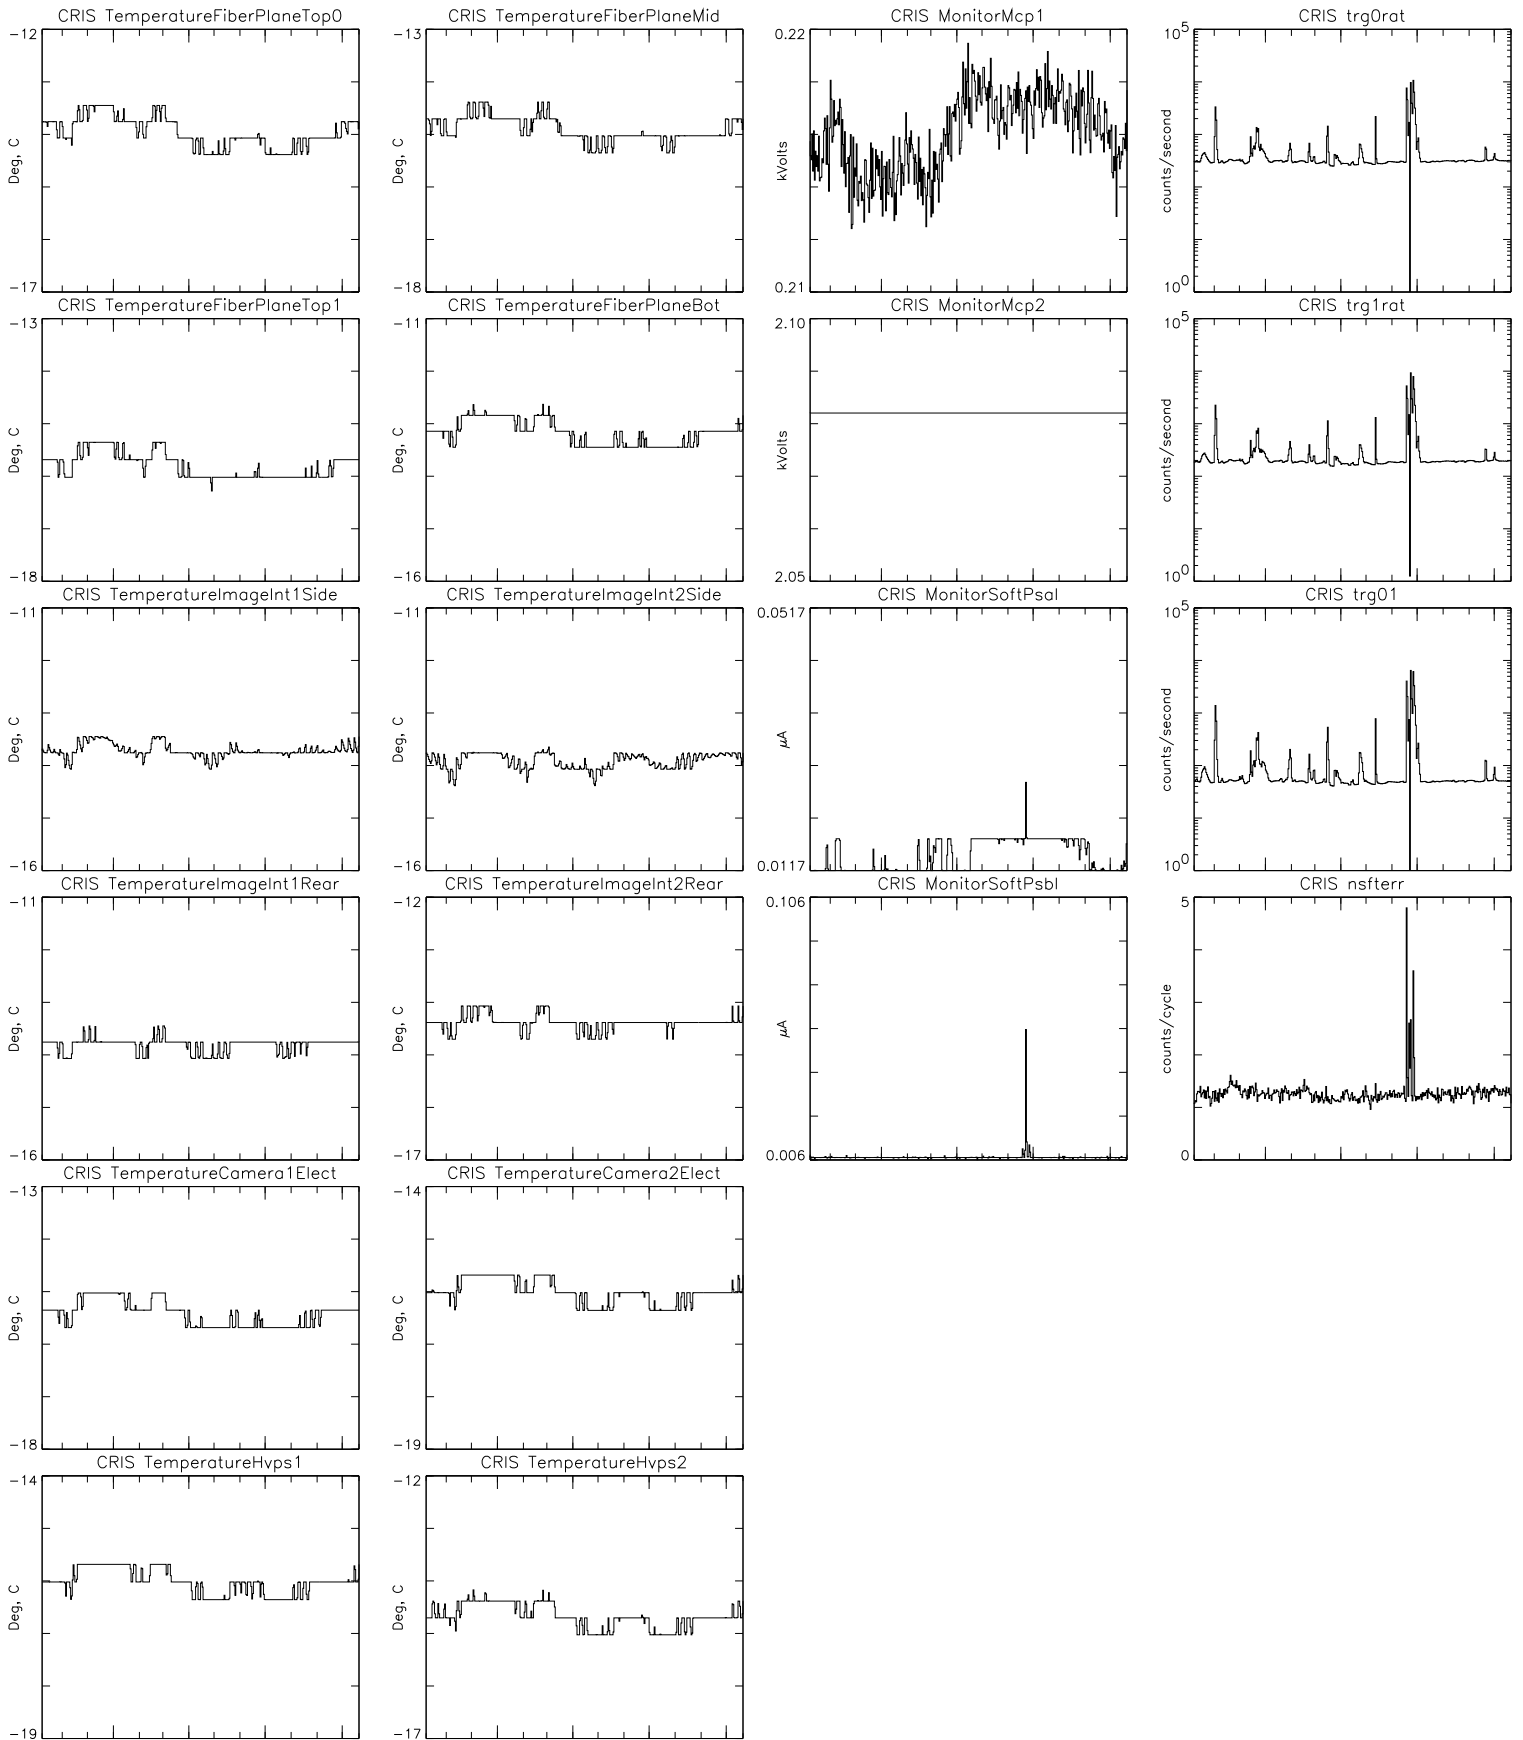 CRIS TemperatureFiberPlaneTop0
-12
Deg, C
-17
CRIS TemperatureFiberPlaneMid
-13
Deg, C
-18
CRIS MonitorMcp1
0.22
kVolts
0.21
CRIS trg0rat
10^5
counts/second
10^0
CRIS TemperatureFiberPlaneTop1
-13
Deg, C
-18
CRIS TemperatureFiberPlaneBot
-11
Deg, C
-16
CRIS MonitorMcp2
2.10
kVolts
2.05
CRIS trg1rat
10^5
counts/second
10^0
CRIS TemperatureImageInt1Side
-11
Deg, C
-16
CRIS TemperatureImageInt2Side
-11
Deg, C
-16
CRIS MonitorSoftPsaI
0.0517
μA
0.0117
CRIS trg01
10^5
counts/second
10^0
CRIS TemperatureImageInt1Rear
-11
Deg, C
-16
CRIS TemperatureImageInt2Rear
-12
Deg, C
-17
CRIS MonitorSoftPsbI
0.106
μA
0.006
CRIS nsfterr
5
counts/cycle
0
CRIS TemperatureCamera1Elect
-13
Deg, C
-18
CRIS TemperatureCamera2Elect
-14
Deg, C
-19
CRIS TemperatureHvps1
-14
Deg, C
-19
CRIS TemperatureHvps2
-12
Deg, C
-17